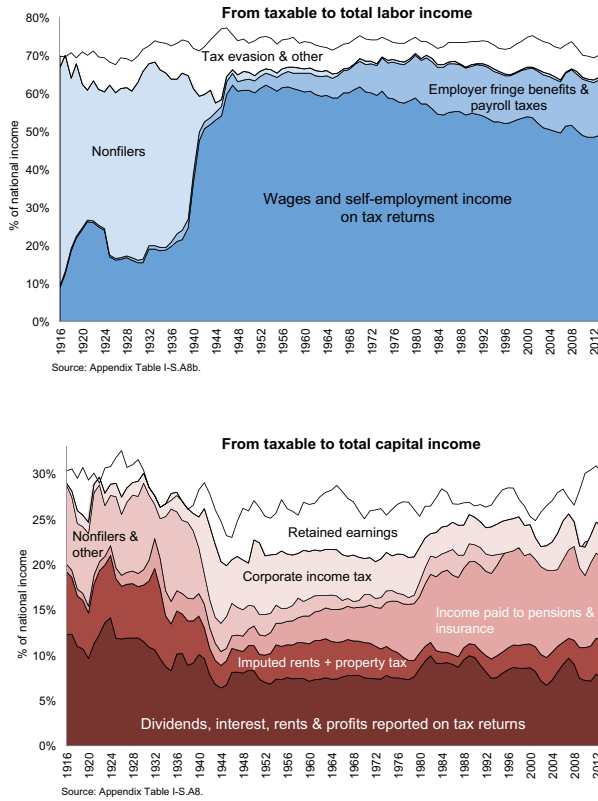 From taxable to total labor income
80%
70%
60%
50%
40%
30%
20%
10%
0%
% of national income
Tax evasion & other
Employer fringe benefits &
payroll taxes
Nonfilers
Wages and self-employment income
on tax returns
1916 1920 1924 1928 1932 1936 1940 1944 1948 1952 1956 1960 1964 1968 1972 1976 1980 1984 1988 1992 1996 2000 2004 2008 2012
Source: Appendix Table I-S.A8b.
From taxable to total capital income
30%
25%
20%
15%
10%
5%
0%
% of national income
Retained earnings
Nonfilers &
other
Corporate income tax
Income paid to pensions &
insurance
Imputed rents + property tax
Dividends, interest, rents & profits reported on tax returns
1916 1920 1924 1928 1932 1936 1940 1944 1948 1952 1956 1960 1964 1968 1972 1976 1980 1984 1988 1992 1996 2000 2004 2008 2012
Source: Appendix Table I-S.A8.